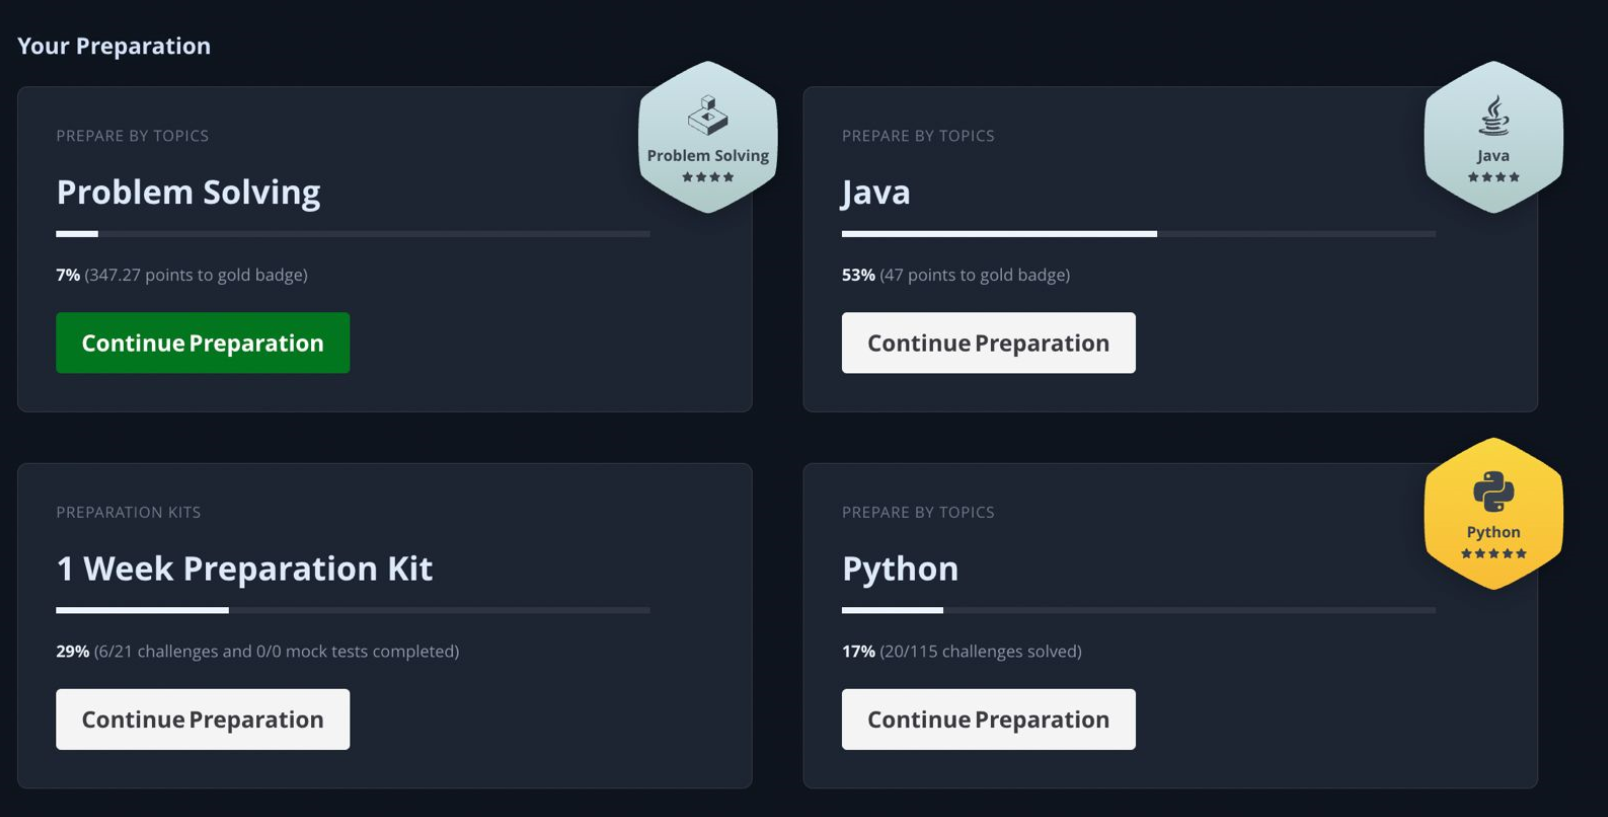 Your Preparation
PREPARE BY TOPICS
Problem Solving
7% (347.27 points to gold badge)
Continue Preparation
Problem Solving
PREPARE BY TOPICS
Java
53% (47 points to gold badge)
Continue Preparation
Java
PREPARATION KITS
1 Week Preparation Kit
29% (6/21 challenges and 0/0 mock tests completed)
Continue Preparation
PREPARE BY TOPICS
Python
17% (20/115 challenges solved)
Continue Preparation
Python